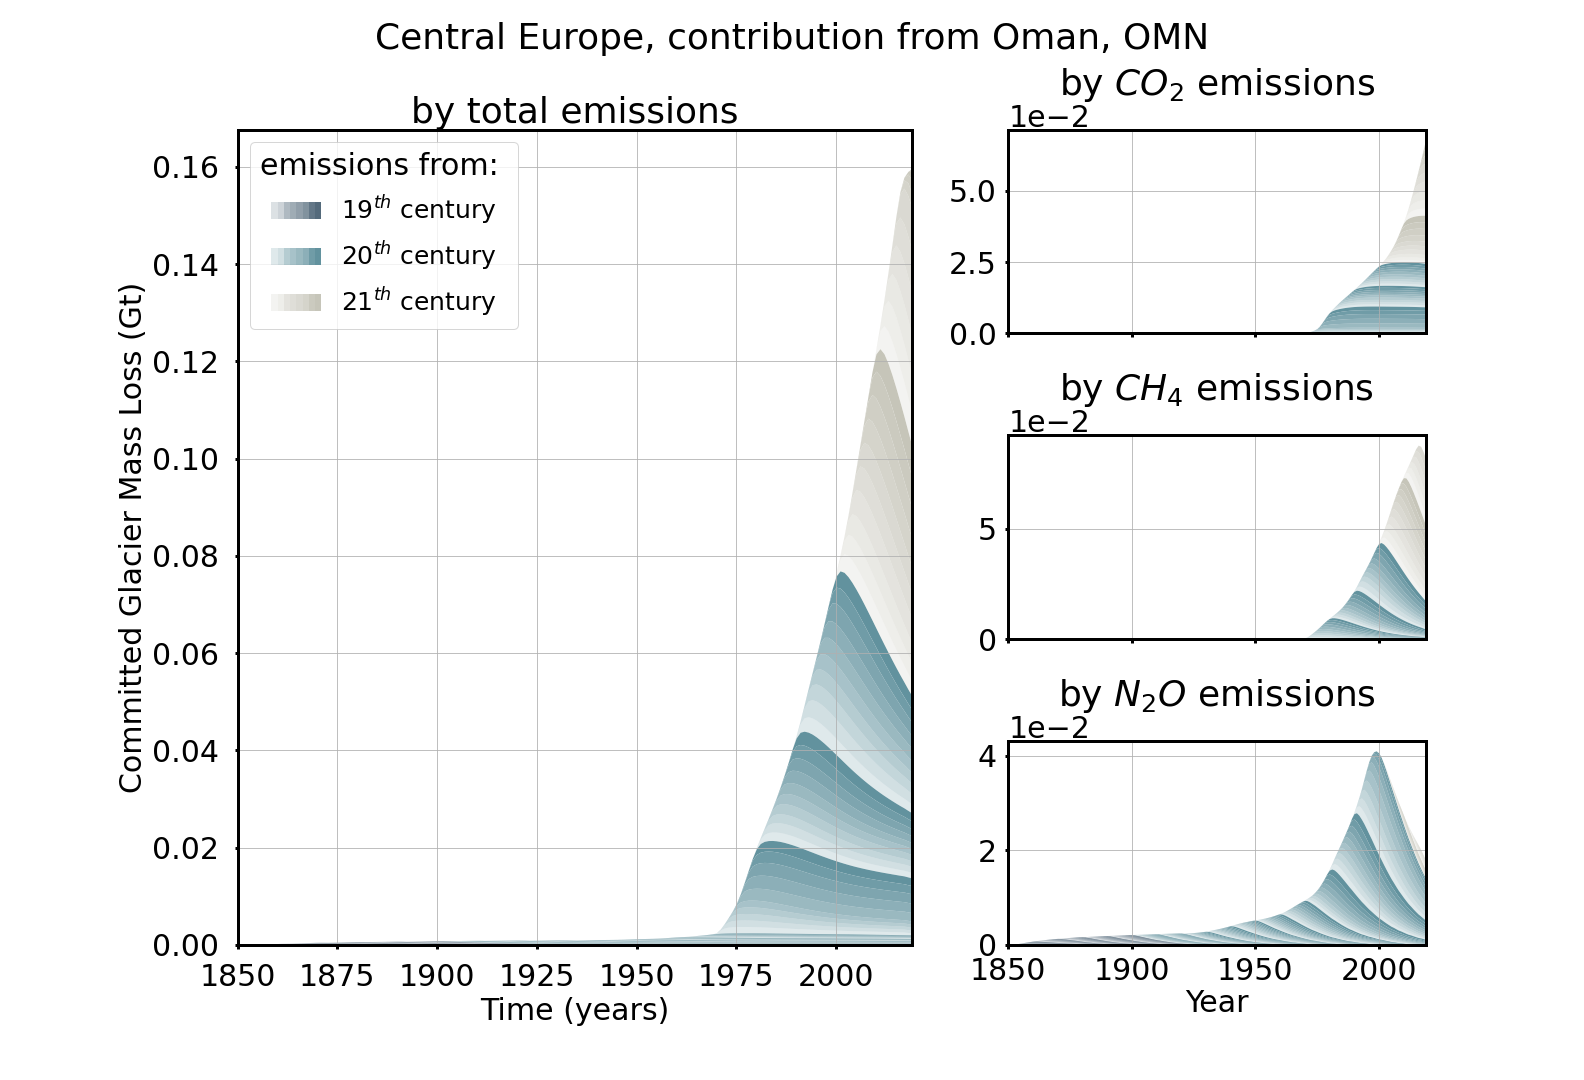 Central Europe, contribution from Oman, OMN
by total emissions
Committed Glacier Mass Loss (Gt)
0.16
0.14
0.12
0.10
0.08
0.06
0.04
0.02
0.00
emissions from:
19th century
20th century
21th century
1850 1875 1900 1925 1950 1975 2000
Time (years)
by CO2 emissions
1e−2
5.0
2.5
0.0
by CH4 emissions
1e−2
5
0
by N2O emissions
1e−2
4
2
0
1850 1900 1950 2000
Year